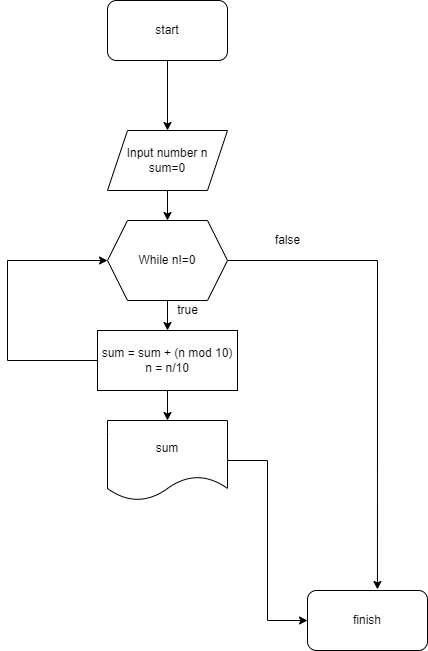 start
Input number n
sum=0
While n!=0
false
true
sum = sum + (n mod 10)
n = n/10
sum
finish